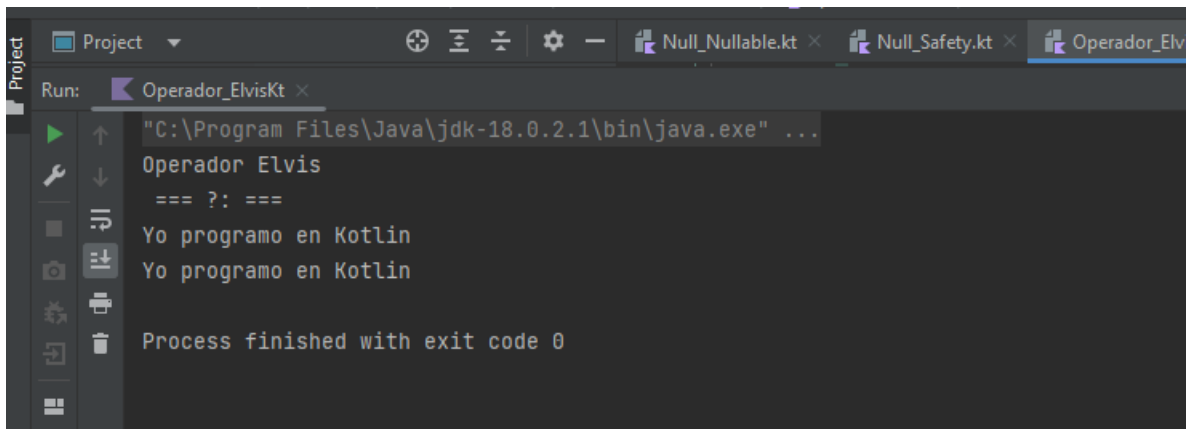 Project
Project
Null_Nullable.kt
Null_Safety.kt
Operador_Elv
Run:
Operador_ElvisKt
"C:\Program Files\Java\jdk-18.0.2.1\bin\java.exe" ...
Operador Elvis
=== ?: ===
Yo programo en Kotlin
Yo programo en Kotlin
Process finished with exit code 0